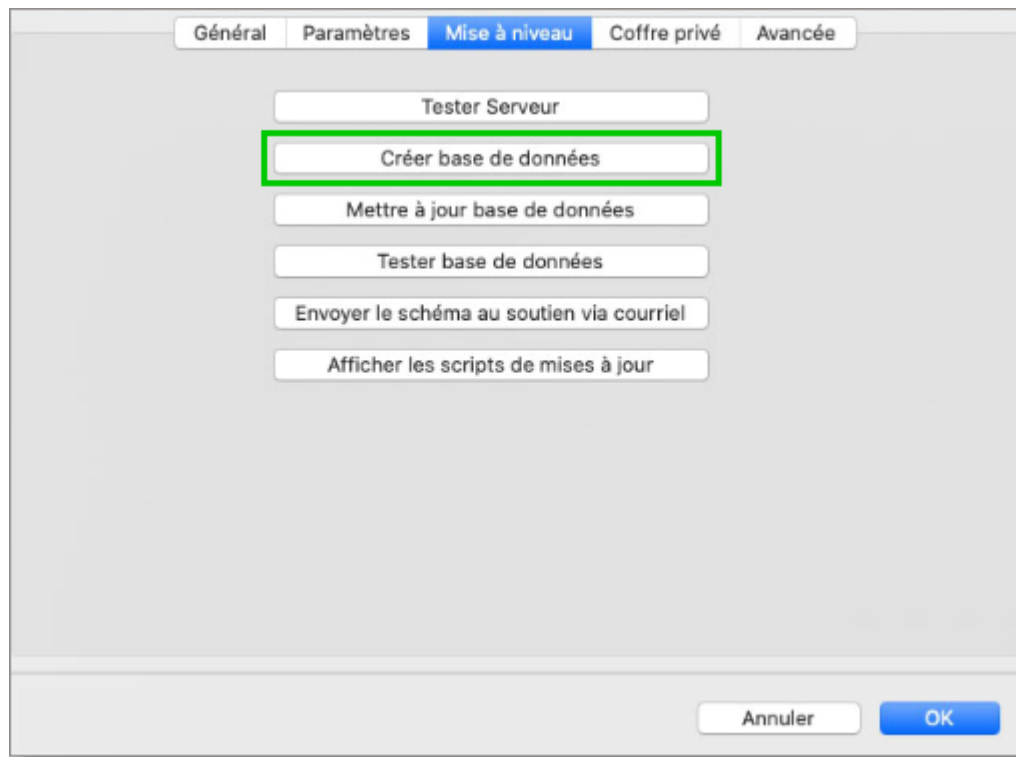 Général Paramètres Mise à niveau Coffre privé Avancée
Tester Serveur
Créer base de données
Mettre à jour base de données
Tester base de données
Envoyer le schéma au soutien via courriel
Afficher les scripts de mises à jour
Annuler OK